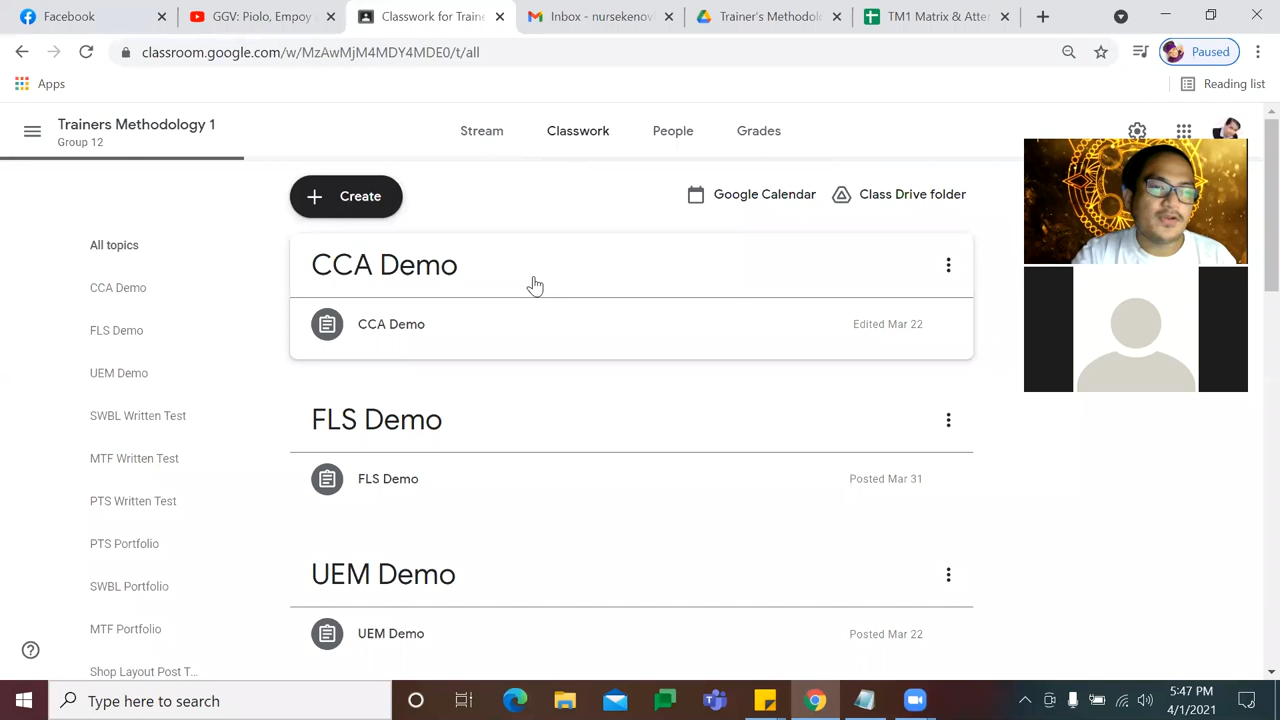 Facebook
GGV: Piolo, Empoy
Classwork for Traine
Inbox - nursekenov
Trainer's Methodol
TM1 Matrix & Atter
classroom.google.com/w/MzAwMjM4MDY4MDE0/t/all
Paused
Apps
Reading list
Trainers Methodology 1
Group 12
Stream
Classwork
People
Grades
Create
Google Calendar
Class Drive folder
All topics
CCA Demo
FLS Demo
UEM Demo
SWBL Written Test
MTF Written Test
PTS Written Test
PTS Portfolio
SWBL Portfolio
MTF Portfolio
Shop Layout Post T...
CCA Demo
CCA Demo
Edited Mar 22
FLS Demo
FLS Demo
Posted Mar 31
UEM Demo
UEM Demo
Posted Mar 22
Type here to search
5:47 PM
4/1/2021